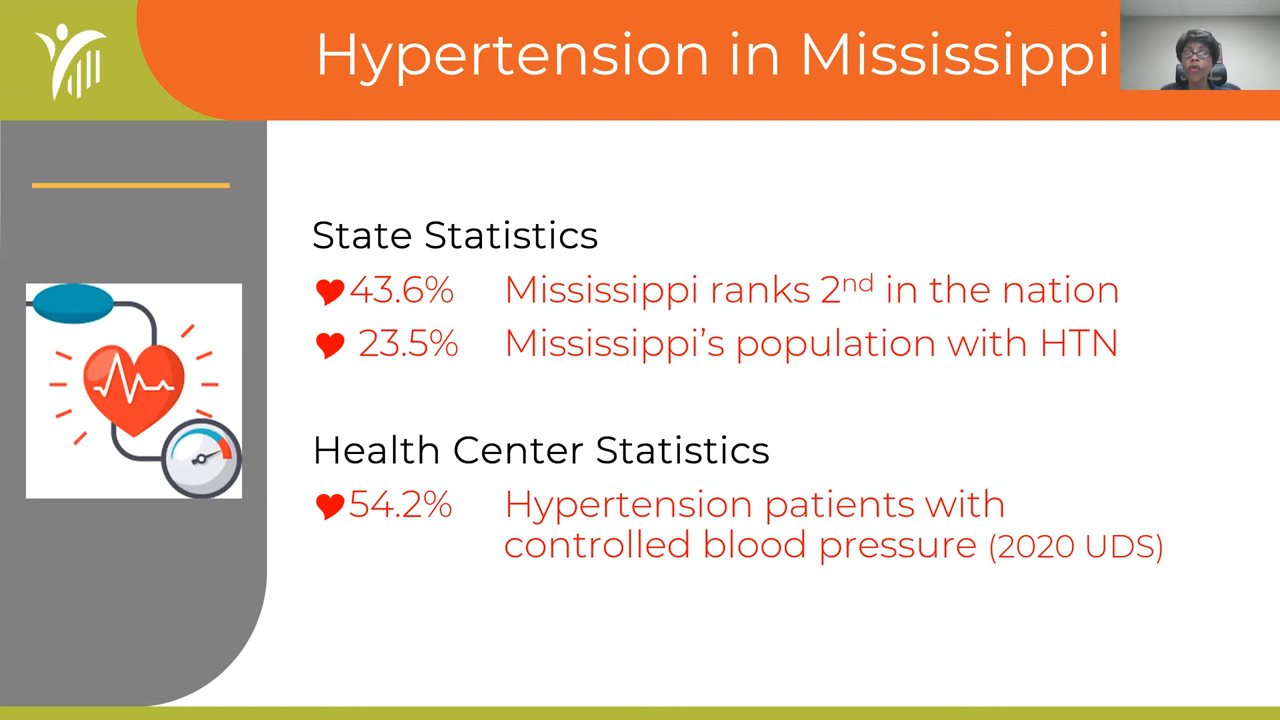 Hypertension in Mississippi
State Statistics
43.6% Mississippi ranks 2nd in the nation
23.5% Mississippi’s population with HTN
Health Center Statistics
54.2% Hypertension patients with
controlled blood pressure (2020 UDS)